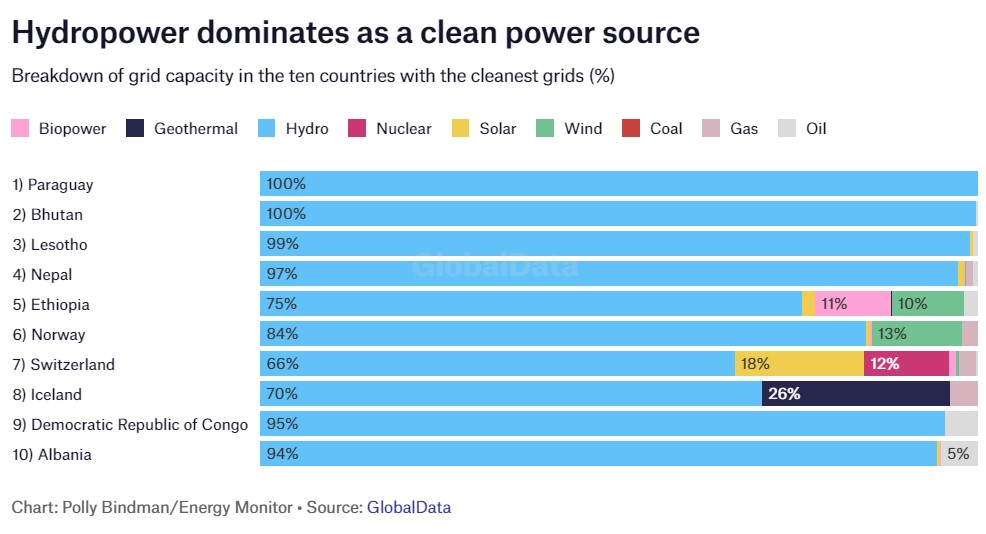 Hydropower dominates as a clean power source
Breakdown of grid capacity in the ten countries with the cleanest grids (%)
Biopower Geothermal Hydro Nuclear Solar Wind Coal Gas Oil
1) Paraguay 100%
2) Bhutan 100%
3) Lesotho 99%
GlobalData
4) Nepal 97%
5) Ethiopia 75% 11% 10%
6) Norway 84% 13%
7) Switzerland 66% 18% 12%
8) Iceland 70% 26%
9) Democratic Republic of Congo 95%
10) Albania 94% 5%
Chart: Polly Bindman/Energy Monitor • Source: GlobalData